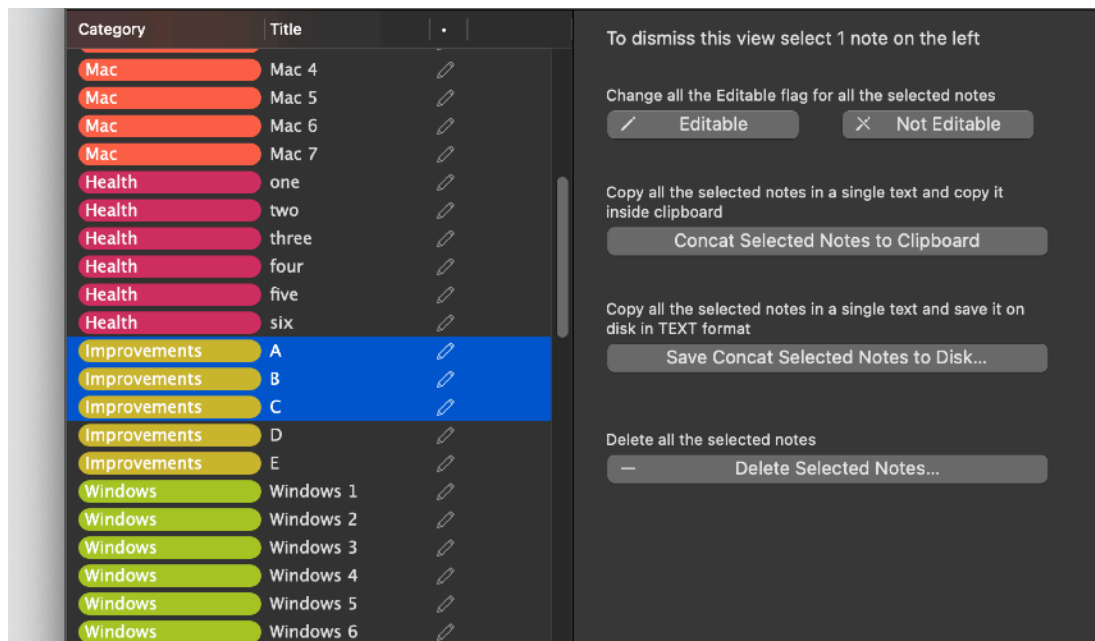 Category Title •
Mac Mac 4
Mac Mac 5
Mac Mac 6
Mac Mac 7
Health one
Health two
Health three
Health four
Health five
Health six
Improvements A
Improvements B
Improvements C
Improvements D
Improvements E
Windows Windows 1
Windows Windows 2
Windows Windows 3
Windows Windows 4
Windows Windows 5
Windows Windows 6
To dismiss this view select 1 note on the left
Change all the Editable flag for all the selected notes
Editable Not Editable
Copy all the selected notes in a single text and copy it
inside clipboard
Concat Selected Notes to Clipboard
Copy all the selected notes in a single text and save it on
disk in TEXT format
Save Concat Selected Notes to Disk...
Delete all the selected notes
Delete Selected Notes...